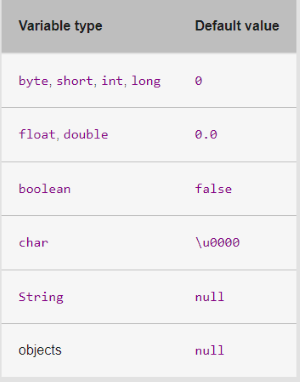 Variable type Default value
byte, short, int, long 0
float, double 0.0
boolean false
char \u0000
String null
objects null